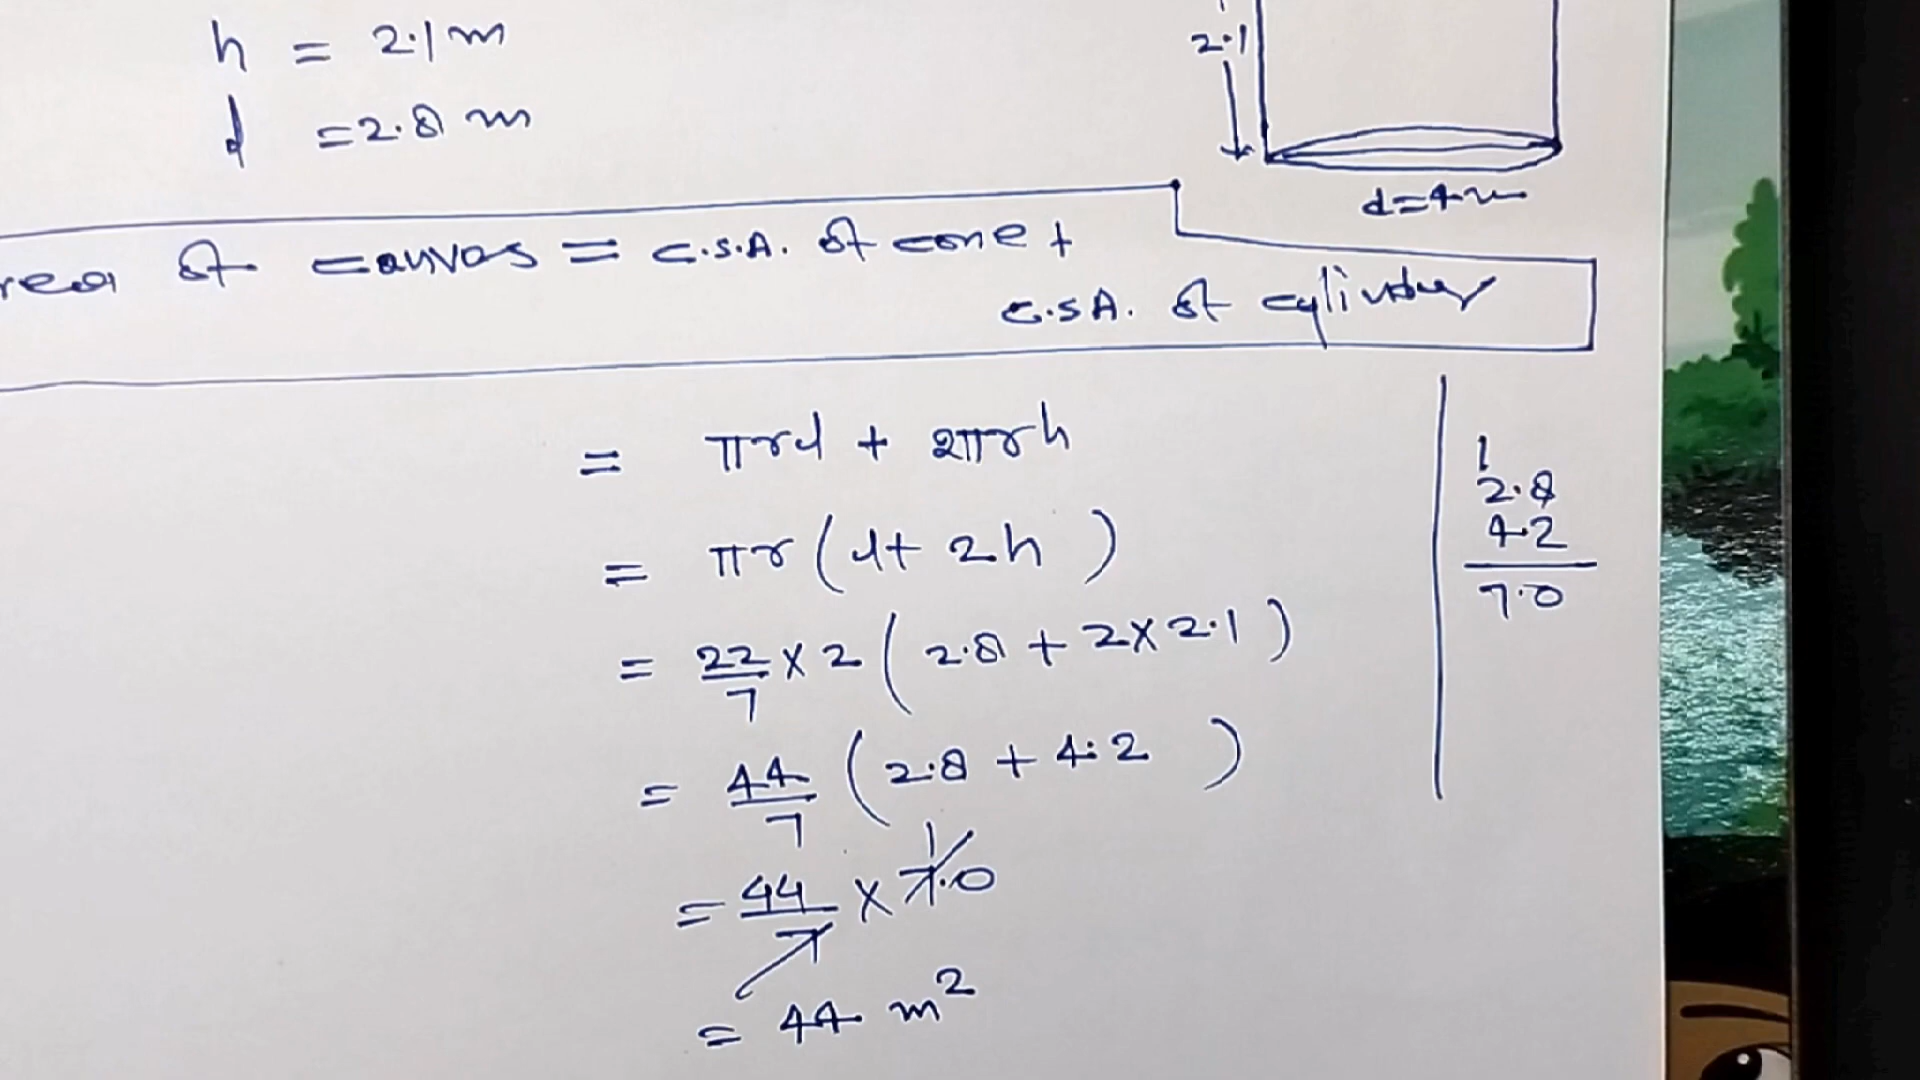 h = 2.1 m
2.1
l = 2.8 m
d = 4 m
rea of canvas = C.S.A. of cone +
C.S.A. of cylinder
= πrl + 2πrh
= πr(l + 2h)
= 22/7 × 2 (2.8 + 2×2.1)
= 44/7 (2.8 + 4.2)
= 44/7 × 7.0 1
= 44 m²
1
2.8
4.2
7.0